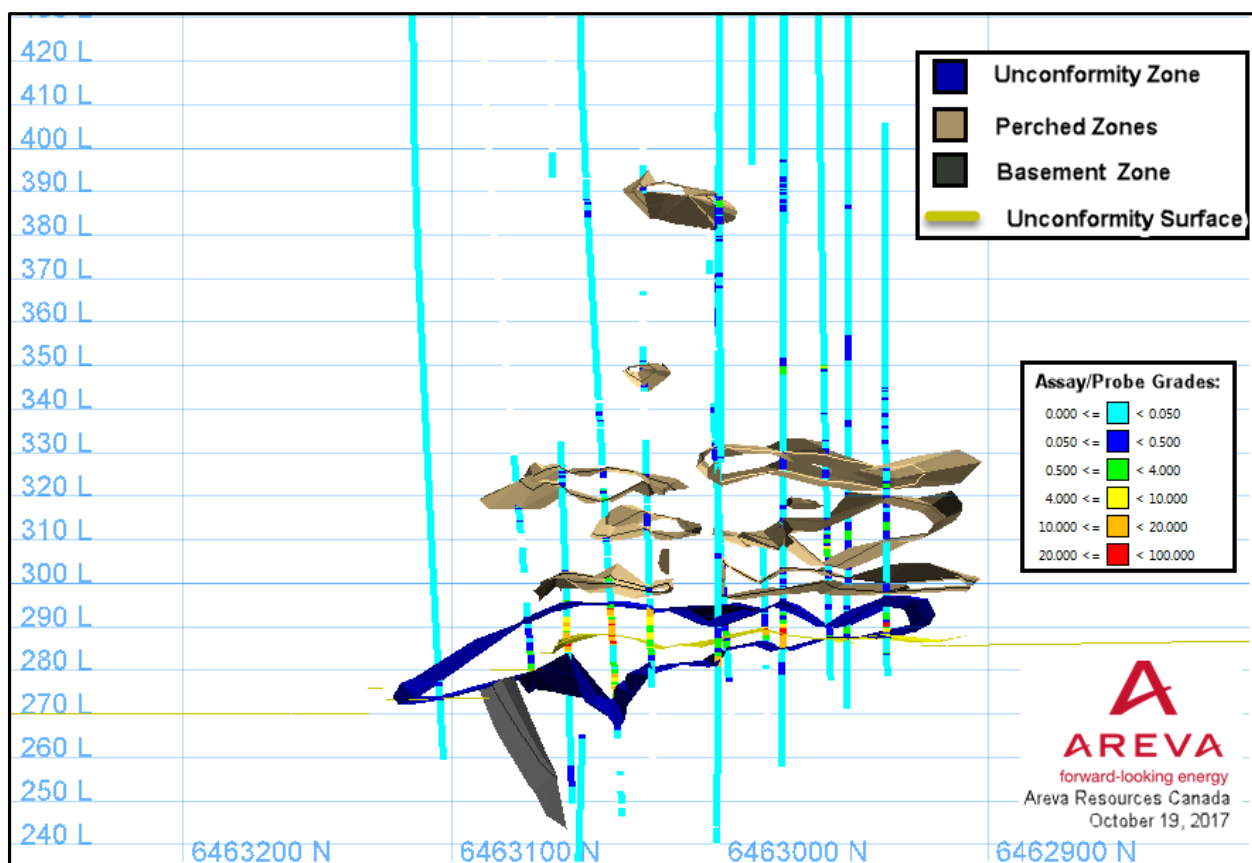 420 L
410 L
400 L
390 L
380 L
370 L
360 L
350 L
340 L
330 L
320 L
310 L
300 L
290 L
280 L
270 L
260 L
250 L
240 L
6463200 N
6463100 N
6463000 N
6462900 N
Unconformity Zone
Perched Zones
Basement Zone
Unconformity Surface
Assay/Probe Grades:
0.000 <= < 0.050
0.050 <= < 0.500
0.500 <= < 4.000
4.000 <= < 10.000
10.000 <= < 20.000
20.000 <= < 100.000
AREVA
forward-looking energy
Areva Resources Canada
October 19, 2017